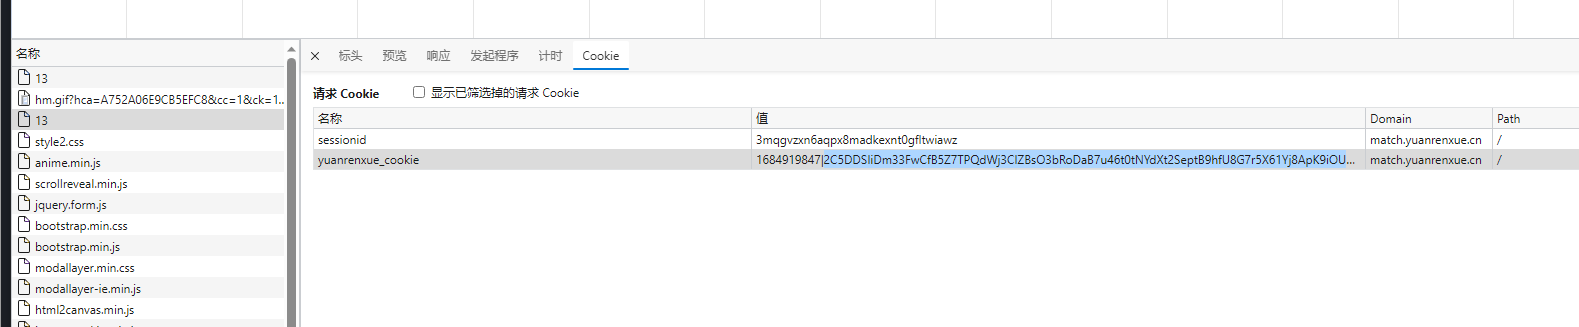 名称
13
hm.gif?hca=A752A06E9CB5EFC8&cc=1&ck=1...
13
style2.css
anime.min.js
scrollreveal.min.js
jquery.form.js
bootstrap.min.css
bootstrap.min.js
modallayer.min.css
modallayer-ie.min.js
html2canvas.min.js
标头 预览 响应 发起程序 计时 Cookie
请求 Cookie 显示已筛选掉的请求 Cookie
名称 值 Domain Path
sessionid 3mqgvzxn6aqpx8madkexnt0gfltwiawz match.yuanrenxue.cn /
yuanrenxue_cookie 1684919847|2C5DDSIiDm33FwCfB5Z7TPQdWj3CIZBsO3bRoDaB7u46t0tNYdXt2SeptB9hfU8G7r5X61Yj8ApK9iOU... match.yuanrenxue.cn /